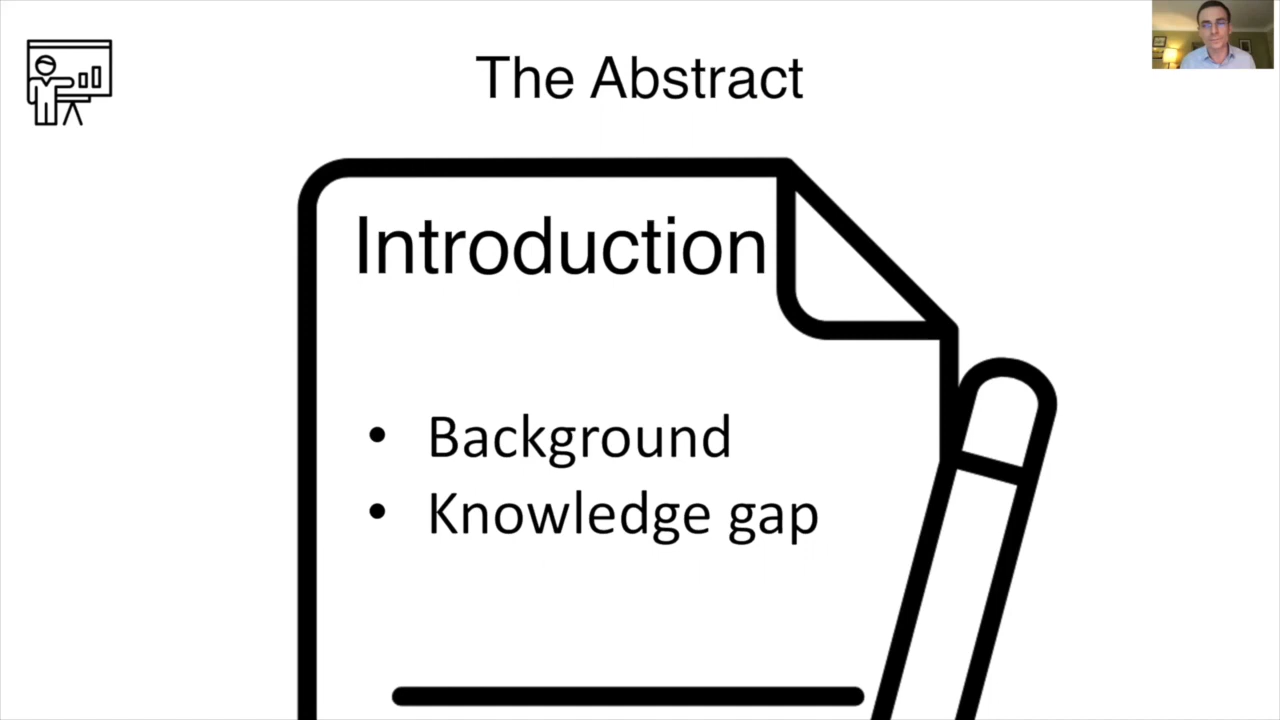 The Abstract
Introduction
• Background
• Knowledge gap